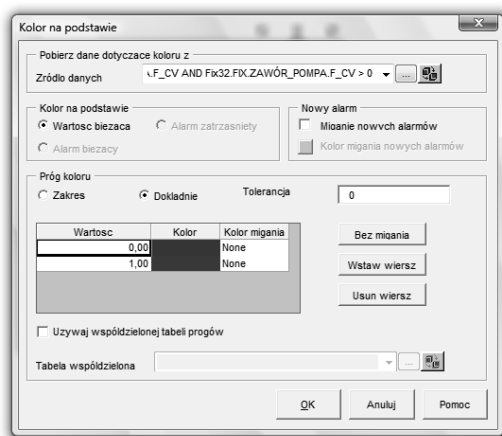 Kolor na podstawie
Pobierz dane dotyczace koloru z
Zródlo danych
.F_CV AND Fix32.FIX.ZAWÓR_POMPA.F_CV > 0
...
Kolor na podstawie
Wartosc biezaca
Alarm zatrzasniety
Alarm biezacy
Nowy alarm
Miganie nowych alarmów
Kolor migania nowych alarmów
Próg koloru
Zakres
Dokladnie
Tolerancja
0
Wartosc Kolor Kolor migania
0,00 None
1,00 None
Bez migania
Wstaw wiersz
Usun wiersz
Uzywaj wspóldzielonej tabeli progów
Tabela wspóldzielona
...
OK Anuluj Pomoc